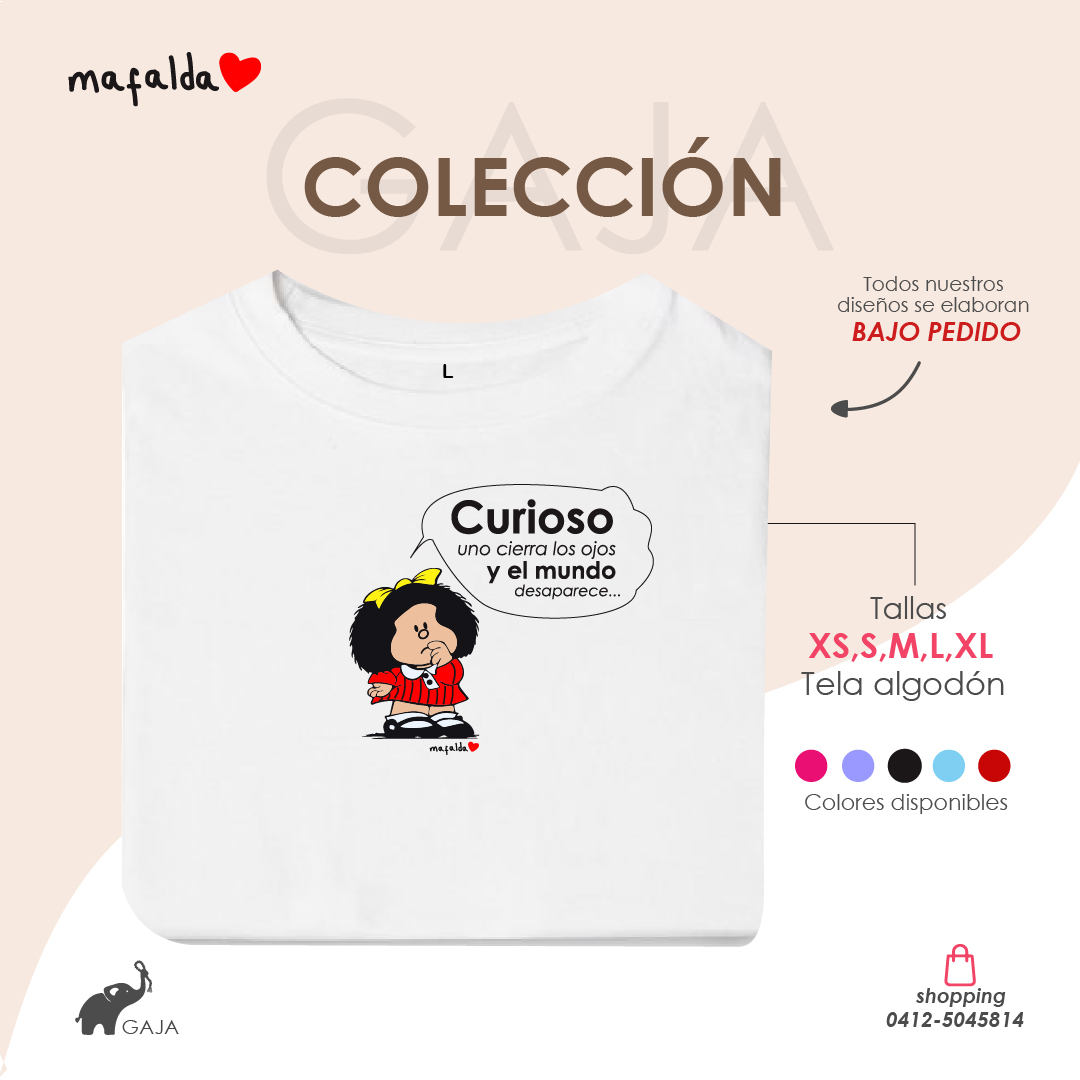 mafalda
GAJA
COLECCIÓN
Todos nuestros
diseños se elaboran
BAJO PEDIDO
L
Curioso
uno cierra los ojos
y el mundo
desaparece...
mafalda
Tallas
XS,S,M,L,XL
Tela algodón
Colores disponibles
GAJA
shopping
0412-5045814